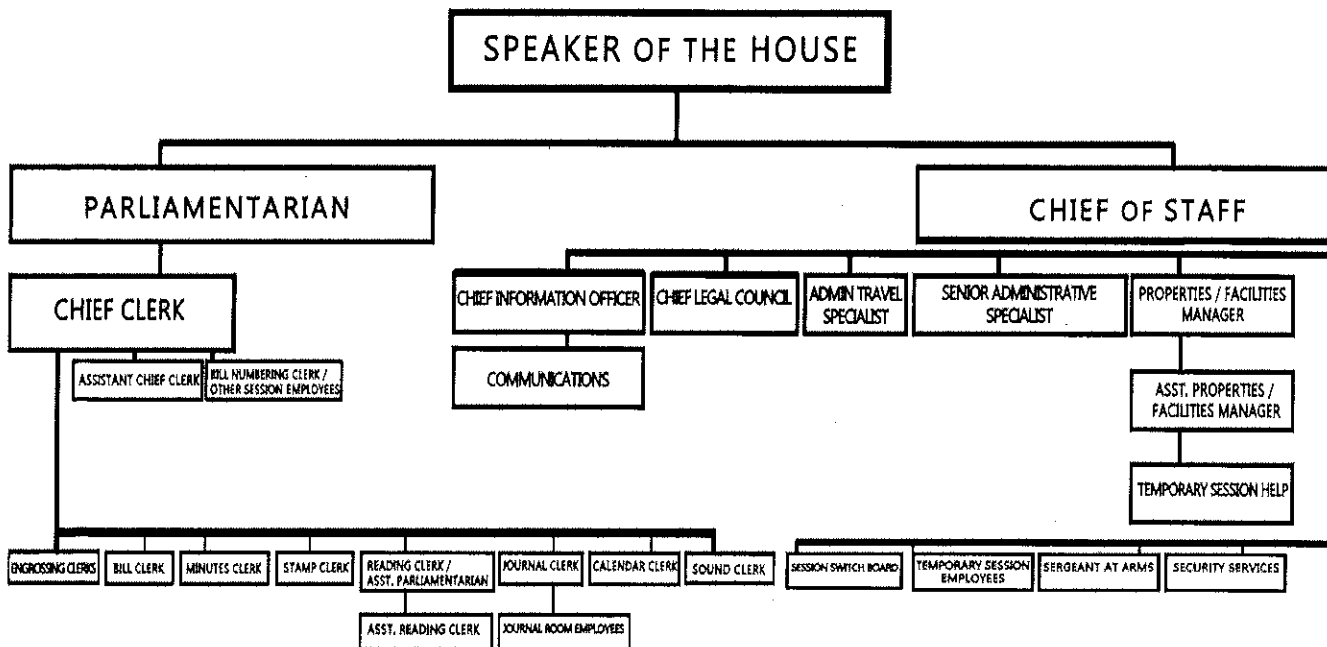 SPEAKER OF THE HOUSE
PARLIAMENTARIAN
CHIEF OF STAFF
CHIEF CLERK
CHIEF INFORMATION OFFICER
CHIEF LEGAL COUNCIL
ADMIN TRAVEL
SPECIALIST
SENIOR ADMINISTRATIVE
SPECIALIST
PROPERTIES / FACILITIES
MANAGER
ASSISTANT CHIEF CLERK
BILL NUMBERING CLERK /
OTHER SESSION EMPLOYEES
COMMUNICATIONS
ASST. PROPERTIES /
FACILITIES MANAGER
TEMPORARY SESSION HELP
ENGROSSING CLERKS
BILL CLERK
MINUTES CLERK
STAMP CLERK
READING CLERK /
ASST. PARLIAMENTARIAN
JOURNAL CLERK
CALENDAR CLERK
SOUND CLERK
SESSION SWITCH BOARD
TEMPORARY SESSION
EMPLOYEES
SERGEANT AT ARMS
SECURITY SERVICES
ASST. READING CLERK
JOURNAL ROOM EMPLOYEES